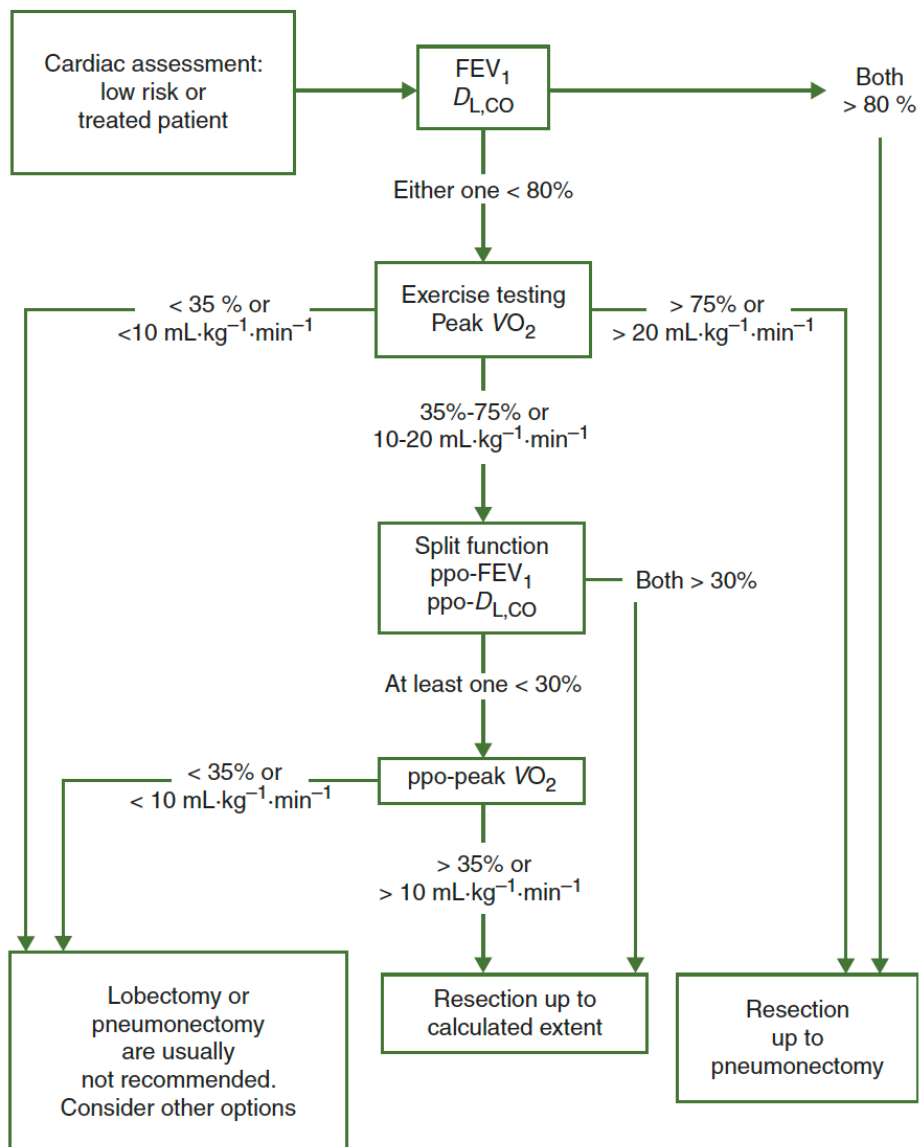 Cardiac assessment:
low risk or
treated patient
FEV₁
D_L,CO
Both
> 80 %
Either one < 80%
Exercise testing
Peak VO₂
< 35 % or
<10 mL·kg⁻¹·min⁻¹
> 75% or
> 20 mL·kg⁻¹·min⁻¹
35%-75% or
10-20 mL·kg⁻¹·min⁻¹
Split function
ppo-FEV₁
ppo-D_L,CO
Both > 30%
At least one < 30%
ppo-peak VO₂
< 35% or
< 10 mL·kg⁻¹·min⁻¹
> 35% or
> 10 mL·kg⁻¹·min⁻¹
Lobectomy or
pneumonectomy
are usually
not recommended.
Consider other options
Resection up to
calculated extent
Resection
up to
pneumonectomy